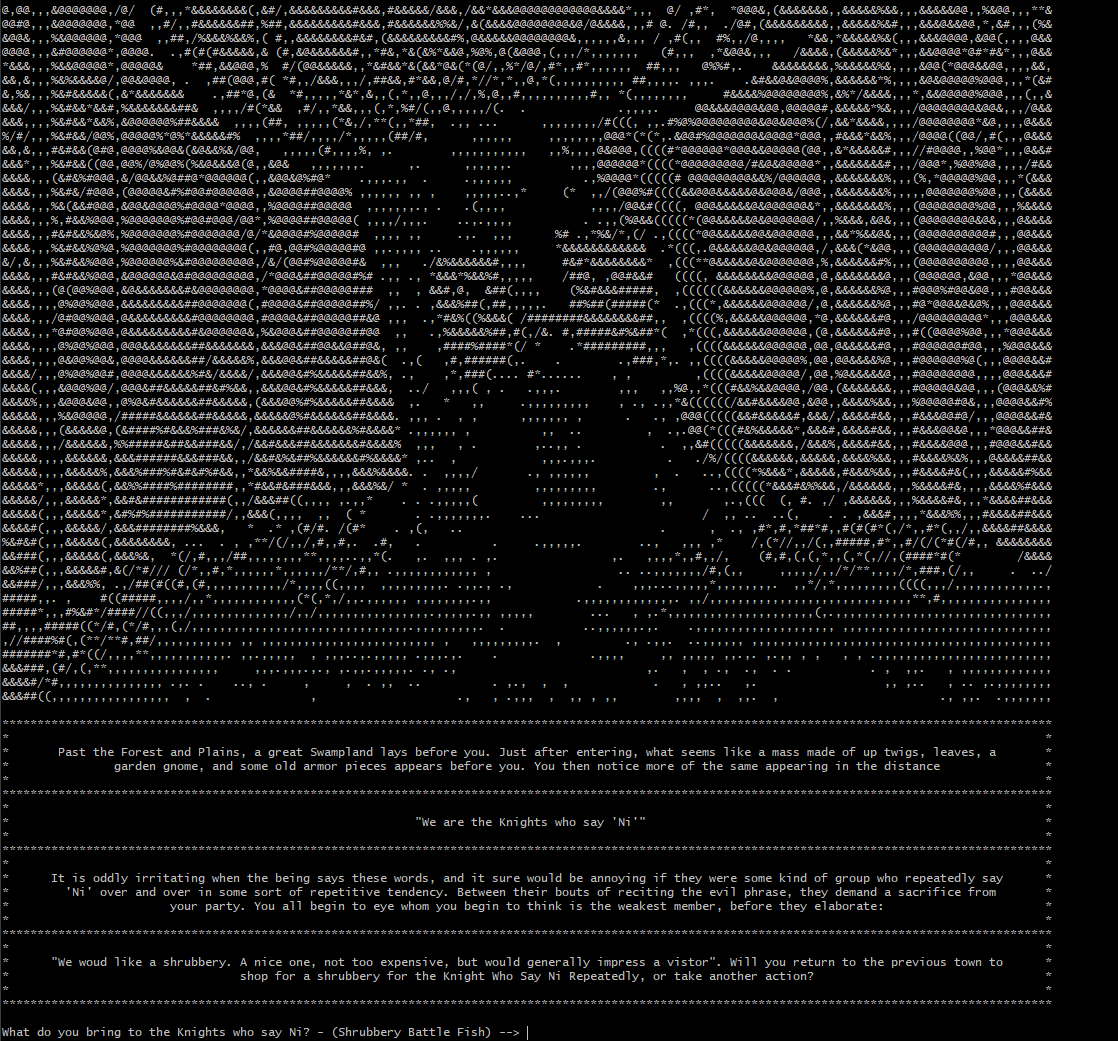 Past the Forest and Plains, a great Swampland lays before you. Just after entering, what seems like a mass made of up twigs, leaves, a
garden gnome, and some old armor pieces appears before you. You then notice more of the same appearing in the distance
"We are the Knights who say 'Ni'"
It is oddly irritating when the being says these words, and it sure would be annoying if they were some kind of group who repeatedly say
'Ni' over and over in some sort of repetitive tendency. Between their bouts of reciting the evil phrase, they demand a sacrifice from
your party. You all begin to eye whom you begin to think is the weakest member, before they elaborate:
"We woud like a shrubbery. A nice one, not too expensive, but would generally impress a vistor". Will you return to the previous town to
shop for a shrubbery for the Knight Who Say Ni Repeatedly, or take another action?
What do you bring to the Knights who say Ni? - (Shrubbery Battle Fish) -->